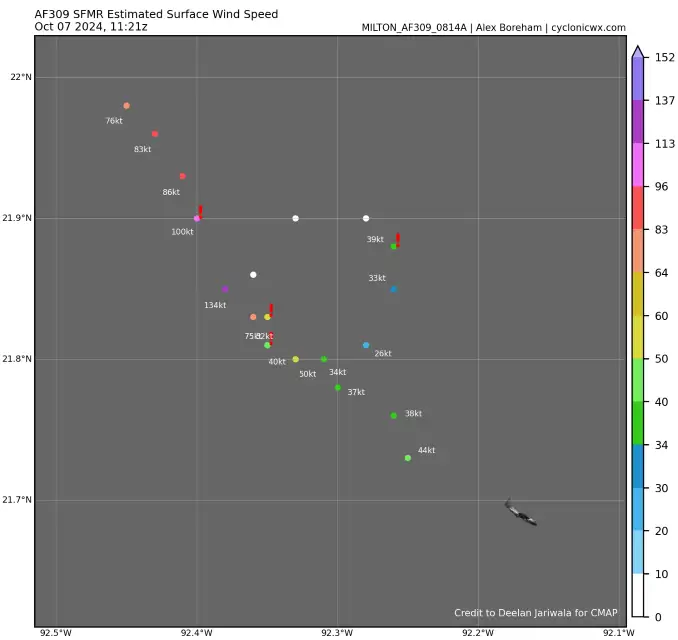 AF309 SFMR Estimated Surface Wind Speed
Oct 07 2024, 11:21z
MILTON_AF309_0814A | Alex Boreham | cyclonicwx.com
22°N
76kt
83kt
86kt
21.9°N
100kt
39kt
33kt
134kt
75kt
40kt
26kt
21.8°N
50kt
34kt
37kt
38kt
44kt
21.7°N
Credit to Deelan Jariwala for CMAP
92.5°W
92.4°W
92.3°W
92.2°W
92.1°W
152
137
113
96
83
64
60
50
40
34
30
20
10
0